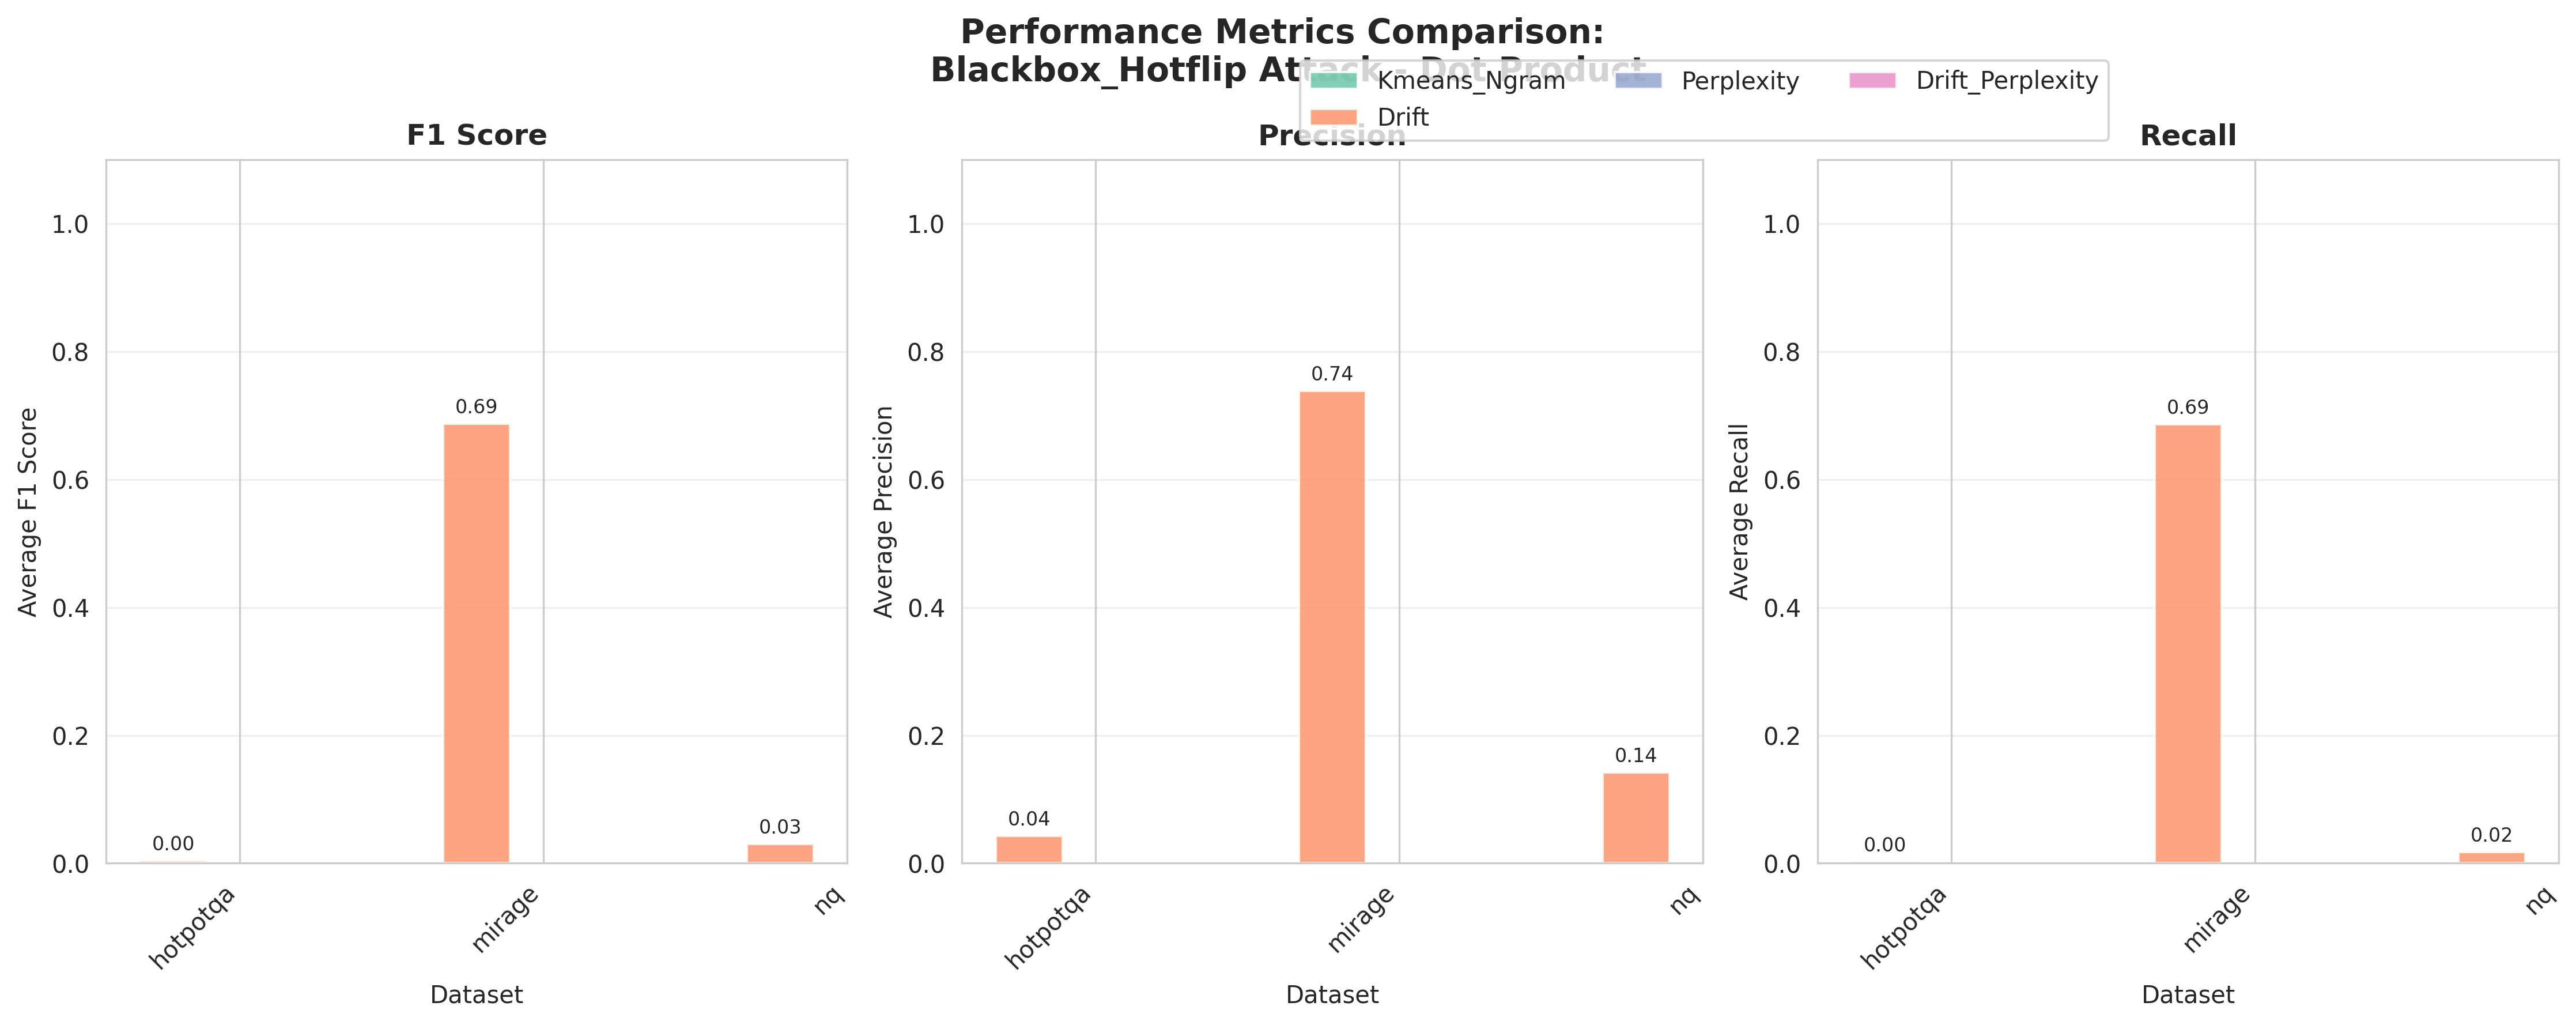 Performance Metrics Comparison:
Blackbox_Hotflip Attack - Dot Product
Kmeans_Ngram
Drift
Perplexity
Drift_Perplexity
F1 Score
Average F1 Score
1.0
0.8
0.6
0.4
0.2
0.0
0.00
0.69
0.03
hotpotqa
mirage
nq
Dataset
Precision
Average Precision
1.0
0.8
0.6
0.4
0.2
0.0
0.04
0.74
0.14
hotpotqa
mirage
nq
Dataset
Recall
Average Recall
1.0
0.8
0.6
0.4
0.2
0.0
0.00
0.69
0.02
hotpotqa
mirage
nq
Dataset